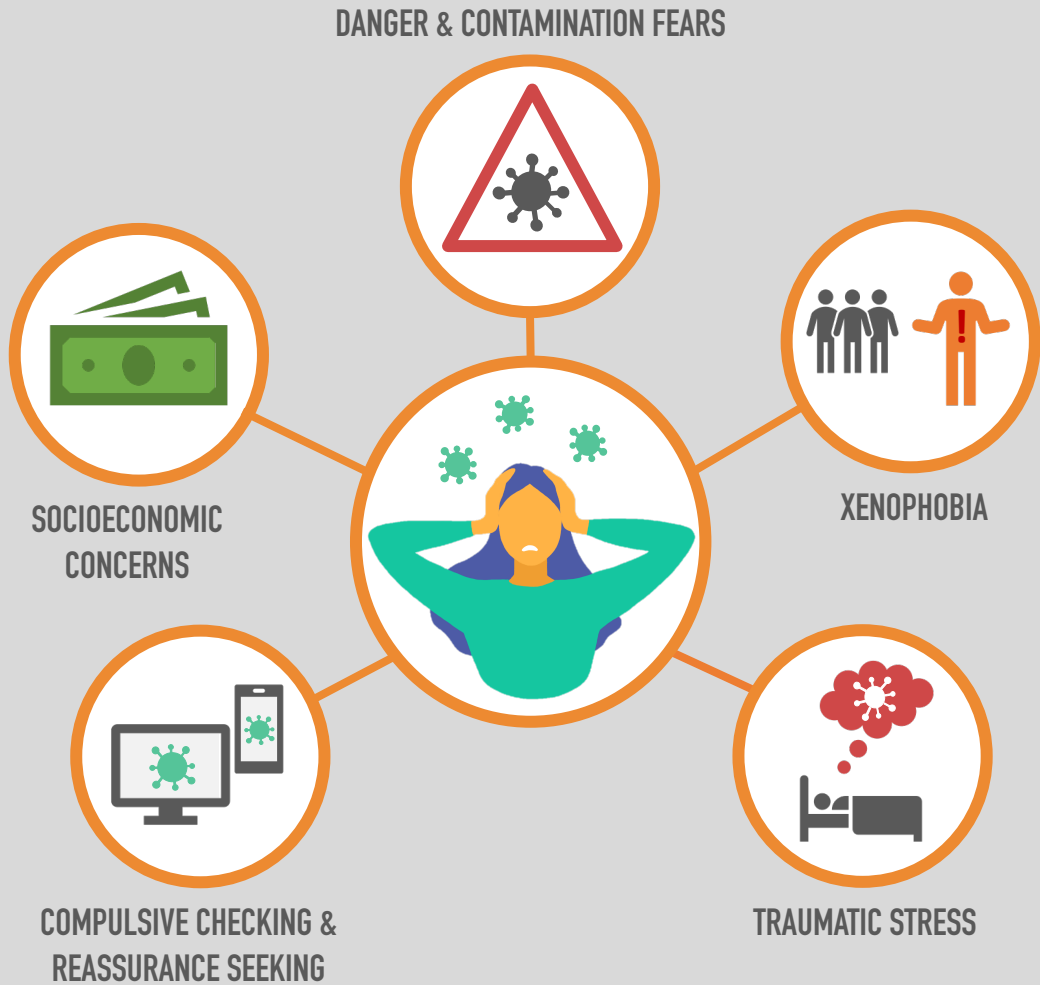 DANGER & CONTAMINATION FEARS
SOCIOECONOMIC
CONCERNS
XENOPHOBIA
!
COMPULSIVE CHECKING &
REASSURANCE SEEKING
TRAUMATIC STRESS